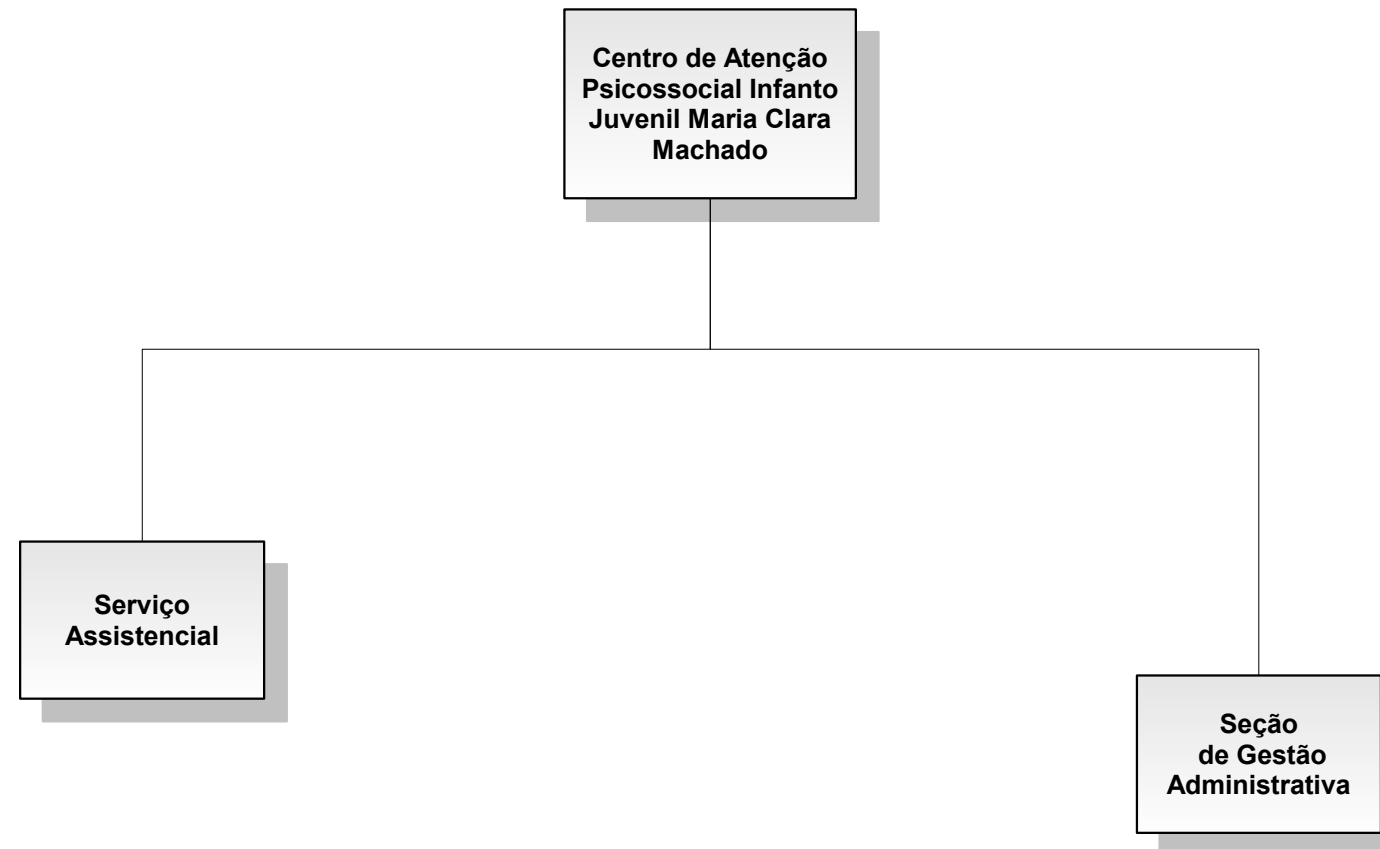 Centro de Atenção
Psicossocial Infanto
Juvenil Maria Clara
Machado
Serviço
Assistencial
Seção
de Gestão
Administrativa